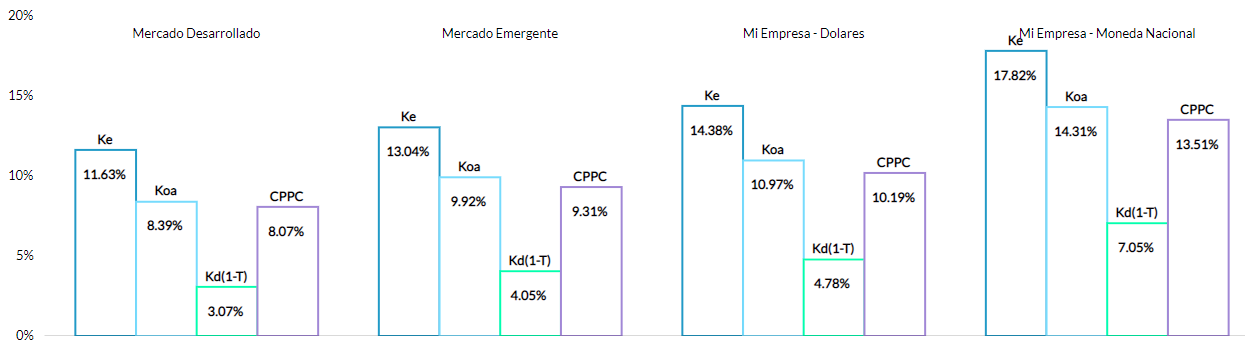 20%
15%
10%
5%
0%
Mercado Desarrollado
Ke
11.63%
Koa
8.39%
Kd(1-T)
3.07%
CPPC
8.07%
Mercado Emergente
Ke
13.04%
Koa
9.92%
Kd(1-T)
4.05%
CPPC
9.31%
Mi Empresa - Dolares
Ke
14.38%
Koa
10.97%
Kd(1-T)
4.78%
CPPC
10.19%
Mi Empresa - Moneda Nacional
Ke
17.82%
Koa
14.31%
Kd(1-T)
7.05%
CPPC
13.51%